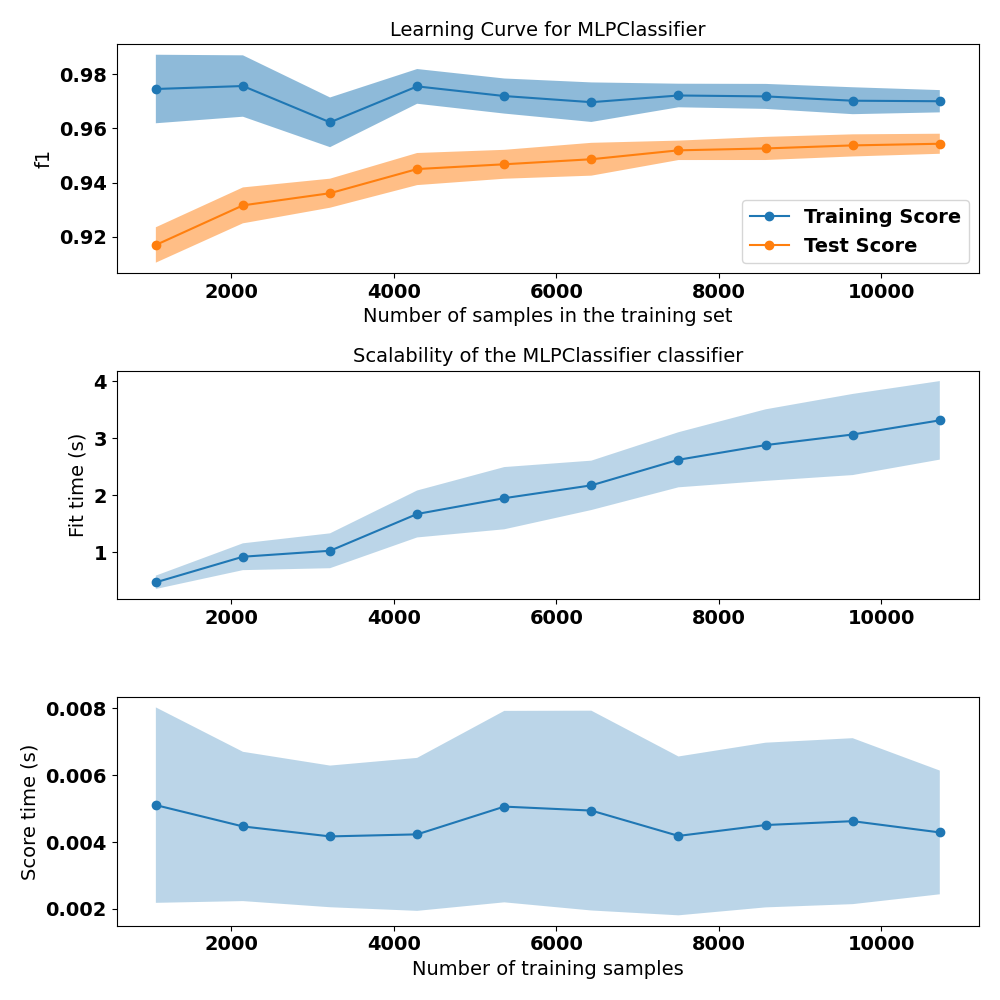 Learning Curve for MLPClassifier
0.98
0.96
0.94
0.92
f1
Training Score
Test Score
2000 4000 6000 8000 10000
Number of samples in the training set
Scalability of the MLPClassifier classifier
4
3
2
1
Fit time (s)
2000 4000 6000 8000 10000
0.008
0.006
0.004
0.002
Score time (s)
2000 4000 6000 8000 10000
Number of training samples